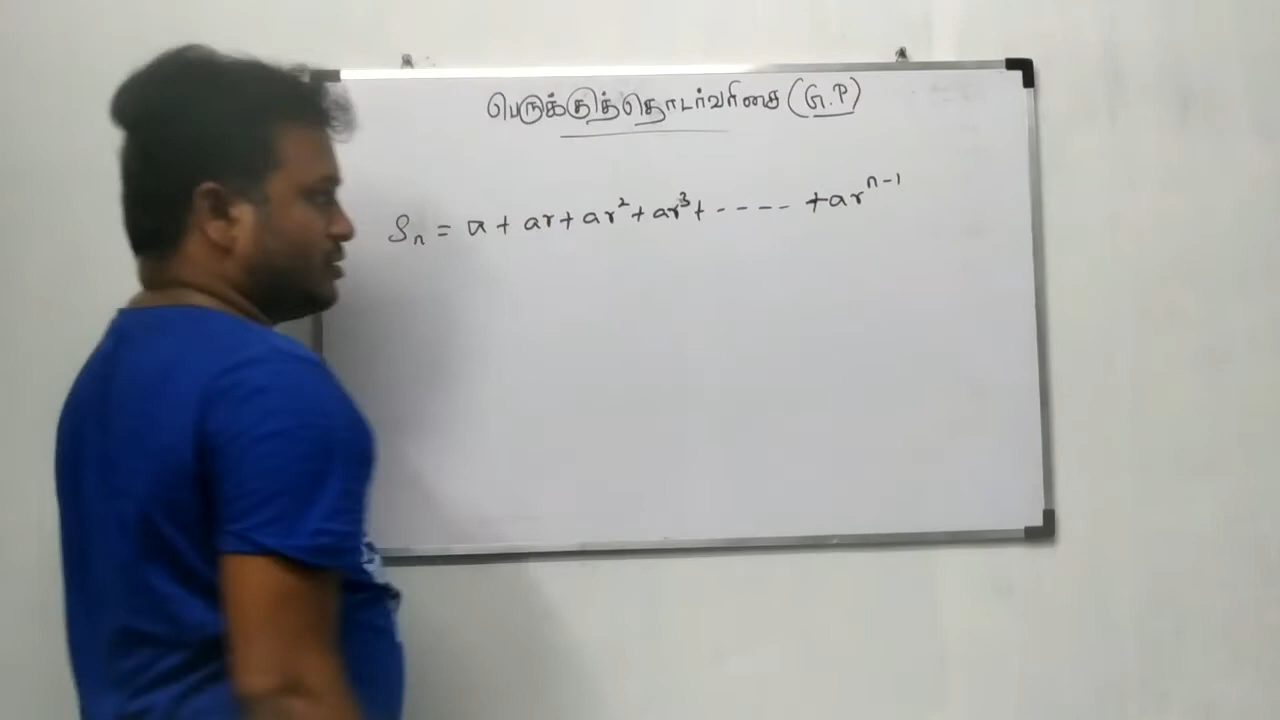 பெருக்குத்தொடர்வரிசை (G.P)
Sₙ = a + ar + ar² + ar³ + - - - - + arⁿ⁻¹